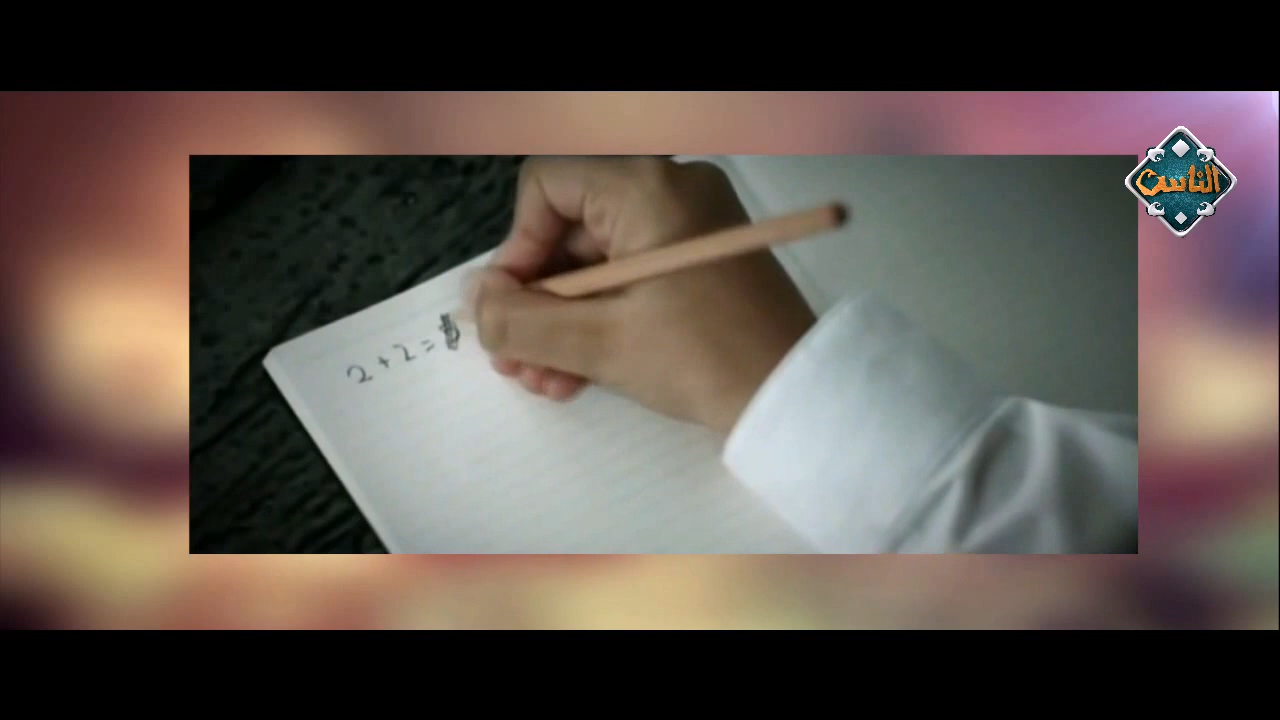 الناس
2 + 2 =